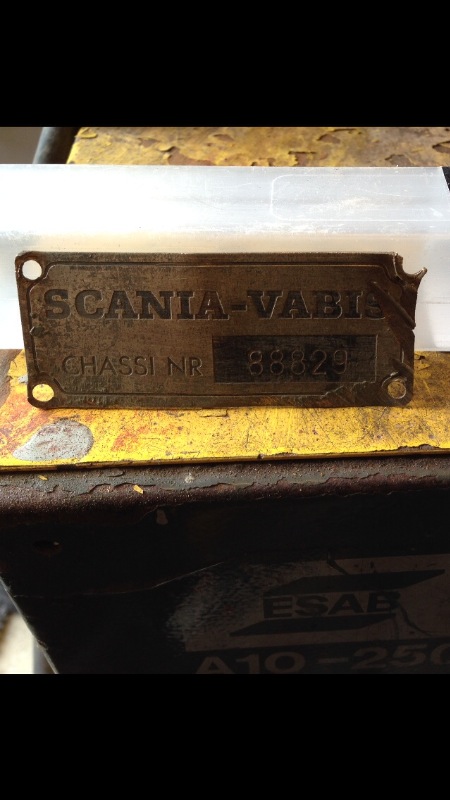 SCANIA-VABIS
CHASSI NR 88829
ESAB
A10-250